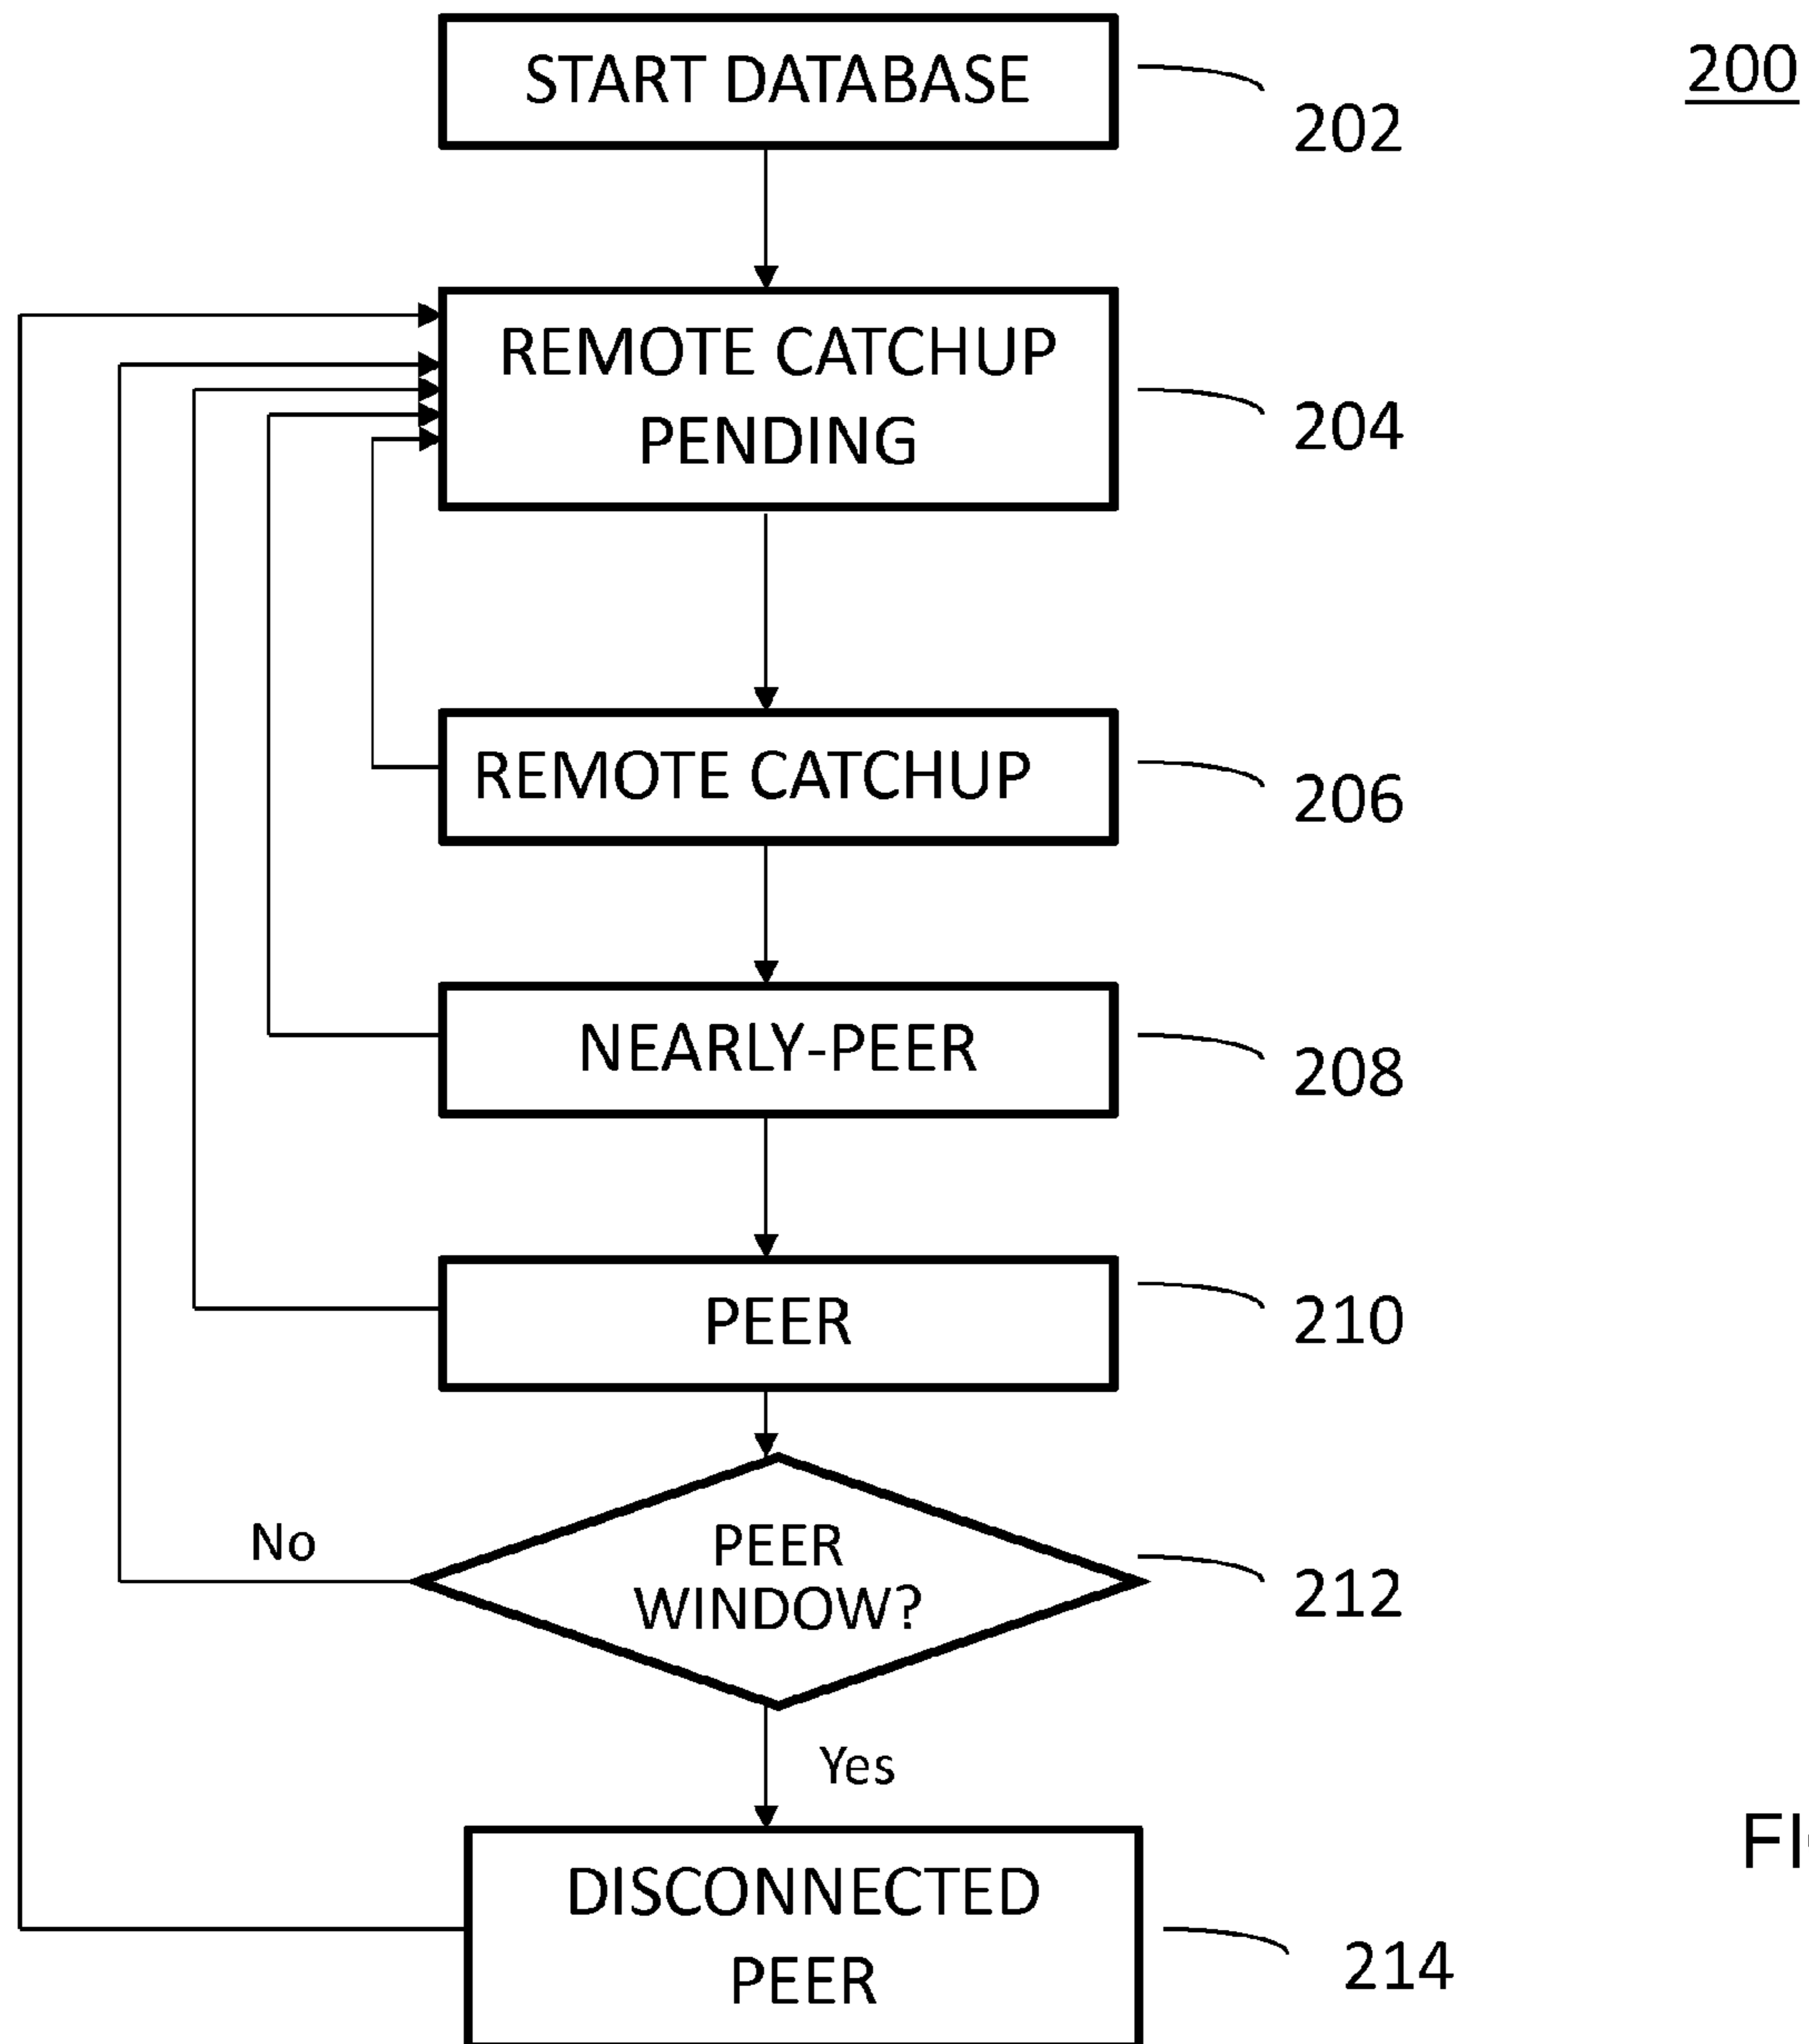 START DATABASE
202
200
REMOTE CATCHUP
PENDING
204
REMOTE CATCHUP
206
NEARLY-PEER
208
PEER
210
No
PEER
WINDOW?
212
Yes
DISCONNECTED
PEER
214